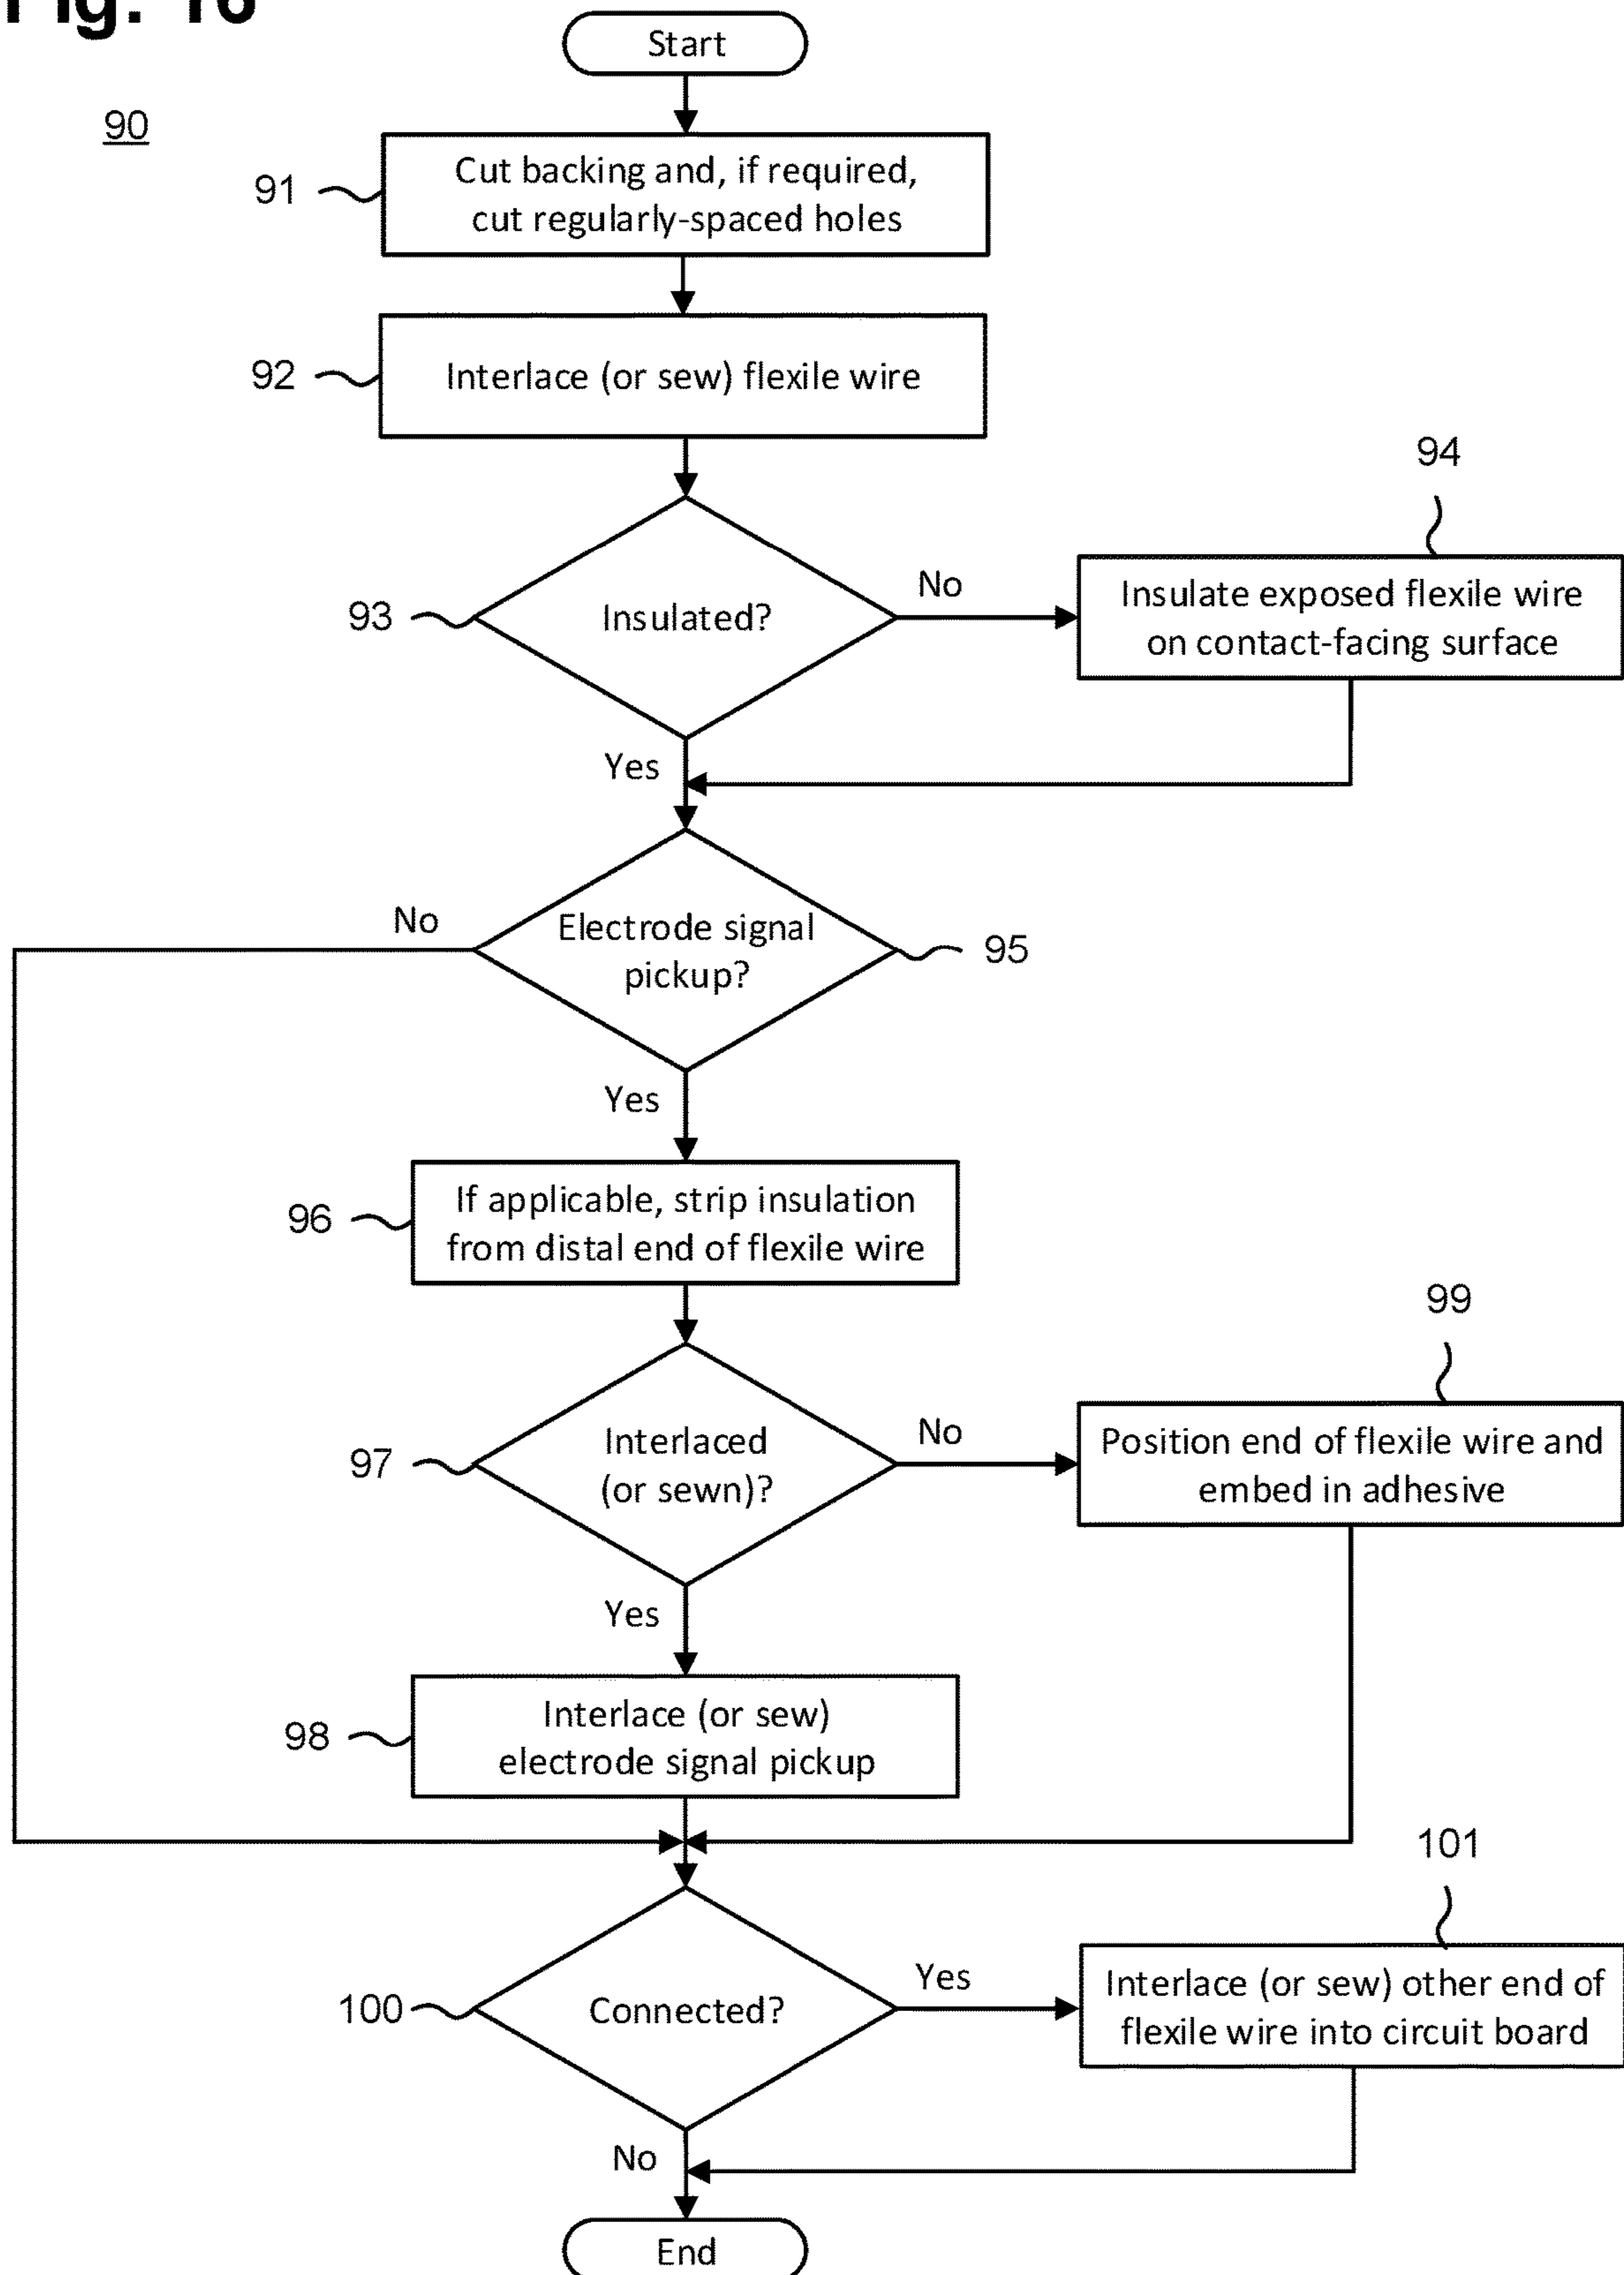 Fig. 16
Start
90
91
Cut backing and, if required,
cut regularly-spaced holes
92
Interlace (or sew) flexile wire
94
93
Insulated?
No
Insulate exposed flexile wire
on contact-facing surface
Yes
No
Electrode signal
pickup?
95
Yes
96
If applicable, strip insulation
from distal end of flexile wire
99
97
Interlaced
(or sewn)?
No
Position end of flexile wire and
embed in adhesive
Yes
98
Interlace (or sew)
electrode signal pickup
101
100
Connected?
Yes
Interlace (or sew) other end of
flexile wire into circuit board
No
End